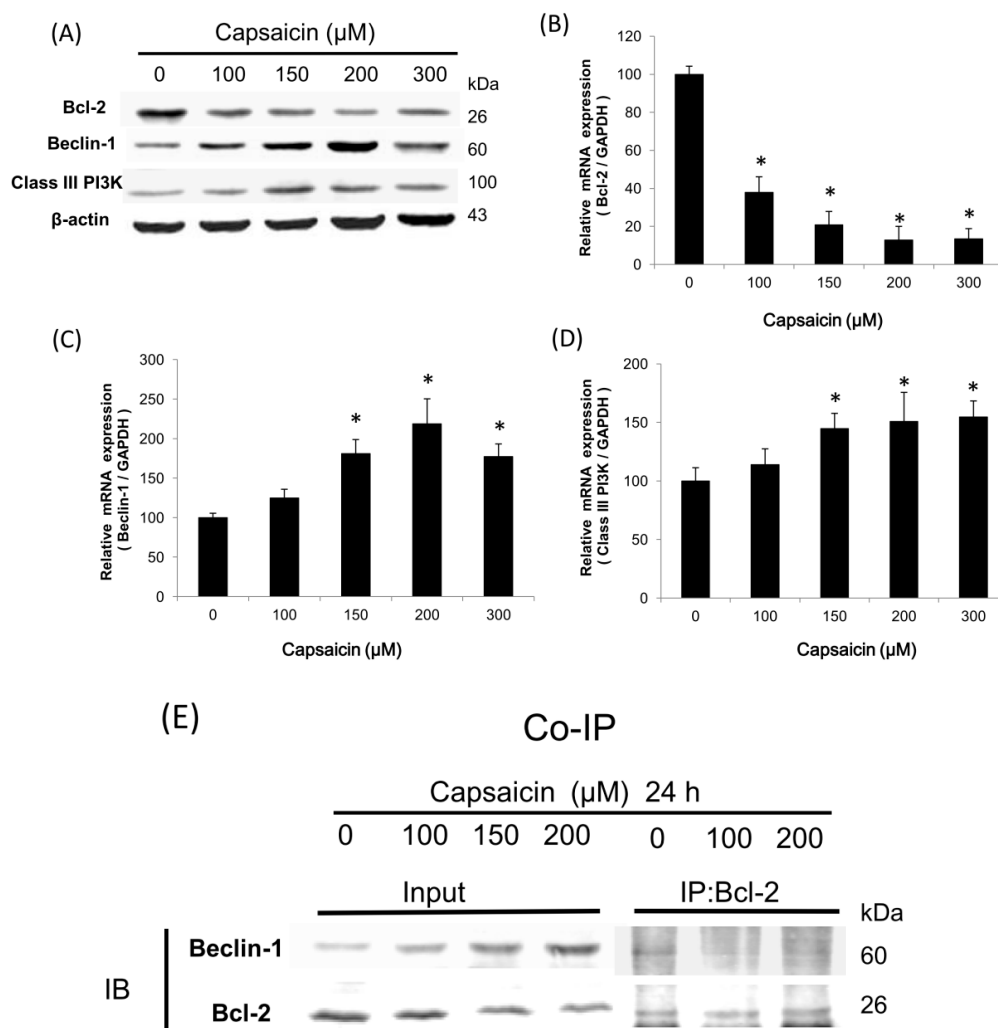 (A)
Capsaicin (µM)
0 100 150 200 300
kDa
Bcl-2 26
Beclin-1 60
Class III PI3K 100
β-actin 43
(B)
Relative mRNA expression
( Bcl-2 / GAPDH )
120
100
80
60
40
20
0
* * * *
0 100 150 200 300
Capsaicin (µM)
(C)
Relative mRNA expression
( Beclin-1 / GAPDH )
300
250
200
150
100
50
0
* * *
0 100 150 200 300
Capsaicin (µM)
(D)
Relative mRNA expression
( Class III PI3K / GAPDH)
200
150
100
50
0
* * *
0 100 150 200 300
Capsaicin (µM)
(E)
Co-IP
Capsaicin (µM) 24 h
0 100 150 200 0 100 200
Input IP:Bcl-2
kDa
IB
Beclin-1 60
Bcl-2 26